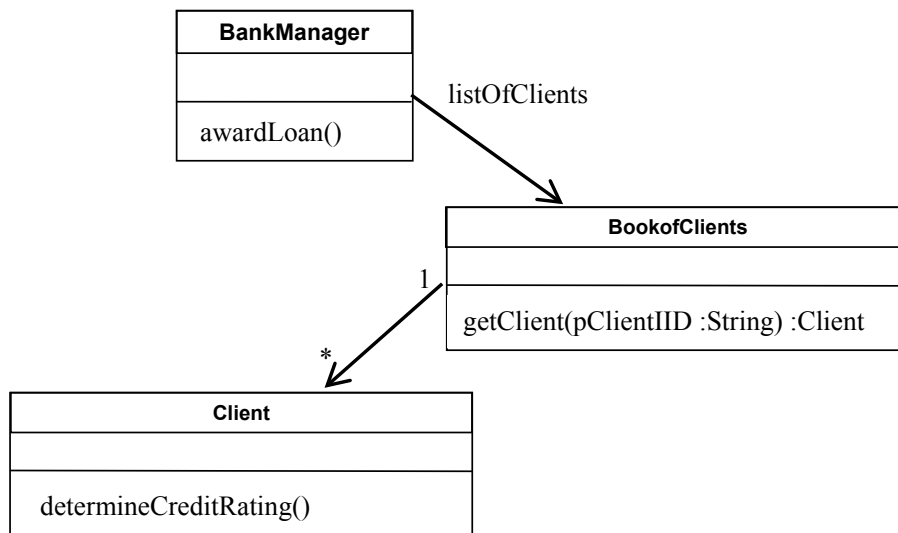 BankManager
listOfClients
awardLoan()
BookofClients
1
getClient(pClientIID :String) :Client
*
Client
determineCreditRating()